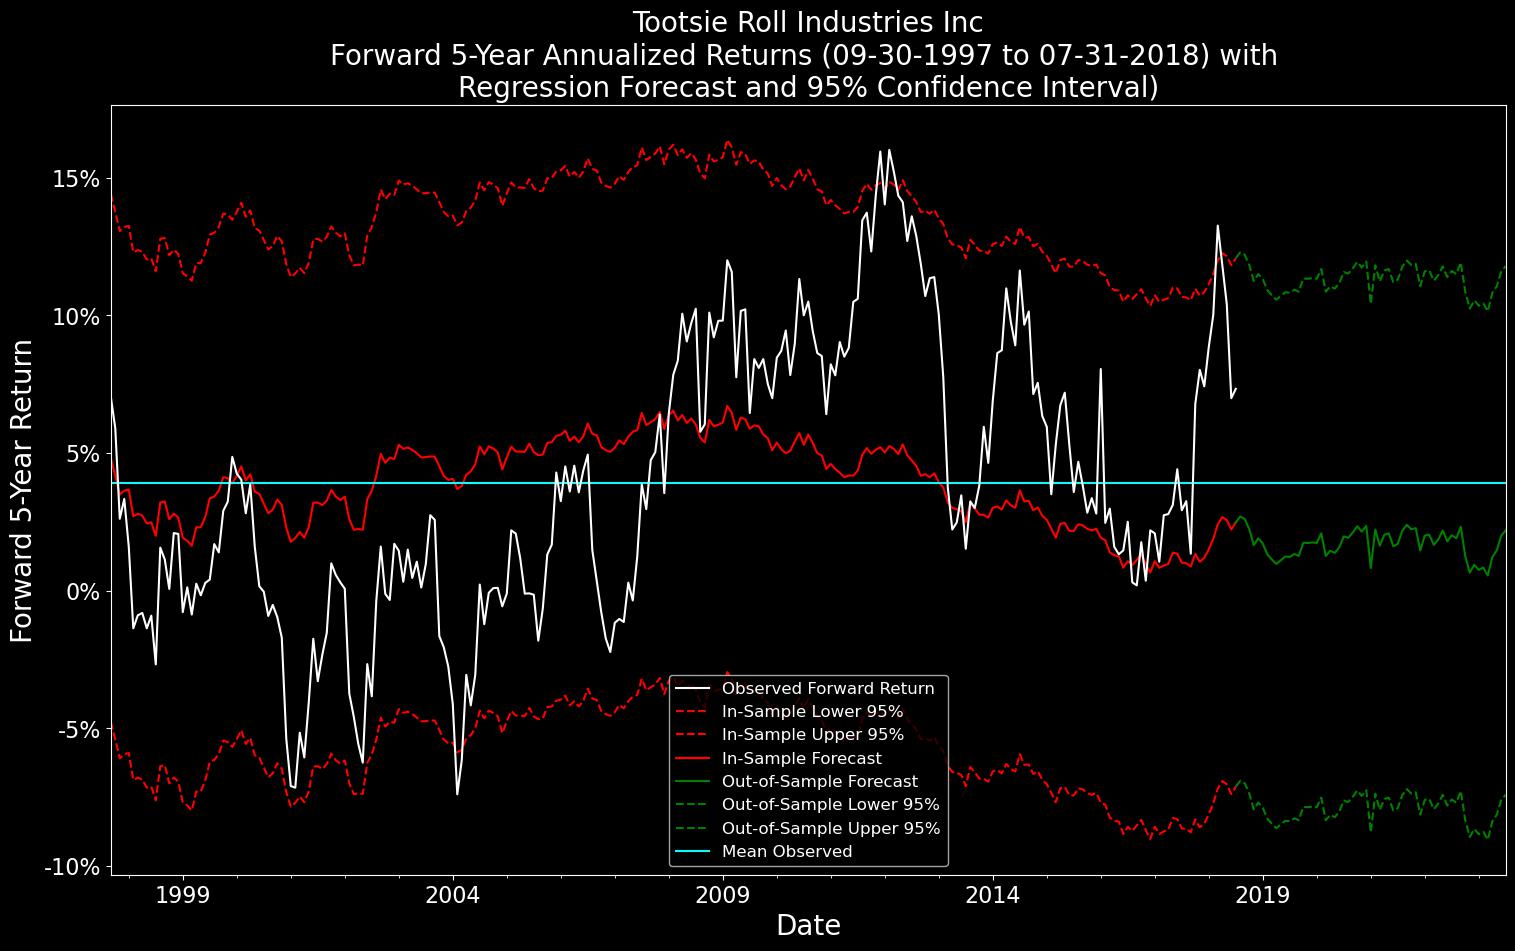 Tootsie Roll Industries Inc
Forward 5-Year Annualized Returns (09-30-1997 to 07-31-2018) with
Regression Forecast and 95% Confidence Interval)
Forward 5-Year Return
15%
10%
5%
0%
-5%
-10%
Observed Forward Return
In-Sample Lower 95%
In-Sample Upper 95%
In-Sample Forecast
Out-of-Sample Forecast
Out-of-Sample Lower 95%
Out-of-Sample Upper 95%
Mean Observed
1999
2004
2009
2014
2019
Date